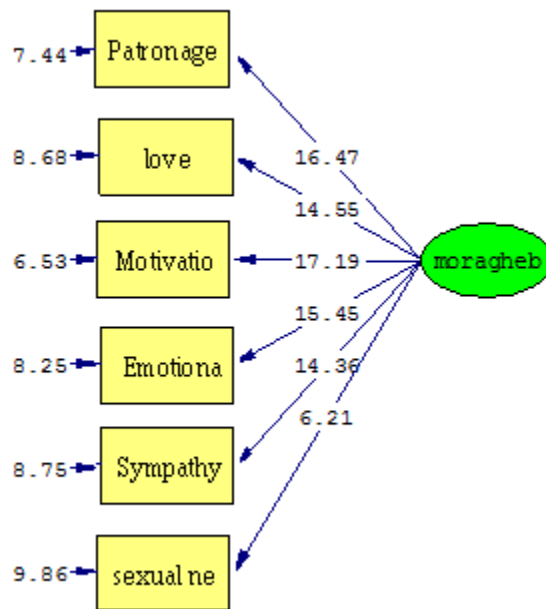 7.44 Patronage
16.47
8.68 love
14.55
6.53 Motivatio 17.19 moragheb
15.45
8.25 Emotiona
14.36
6.21
8.75 Sympathy
9.86 sexual ne